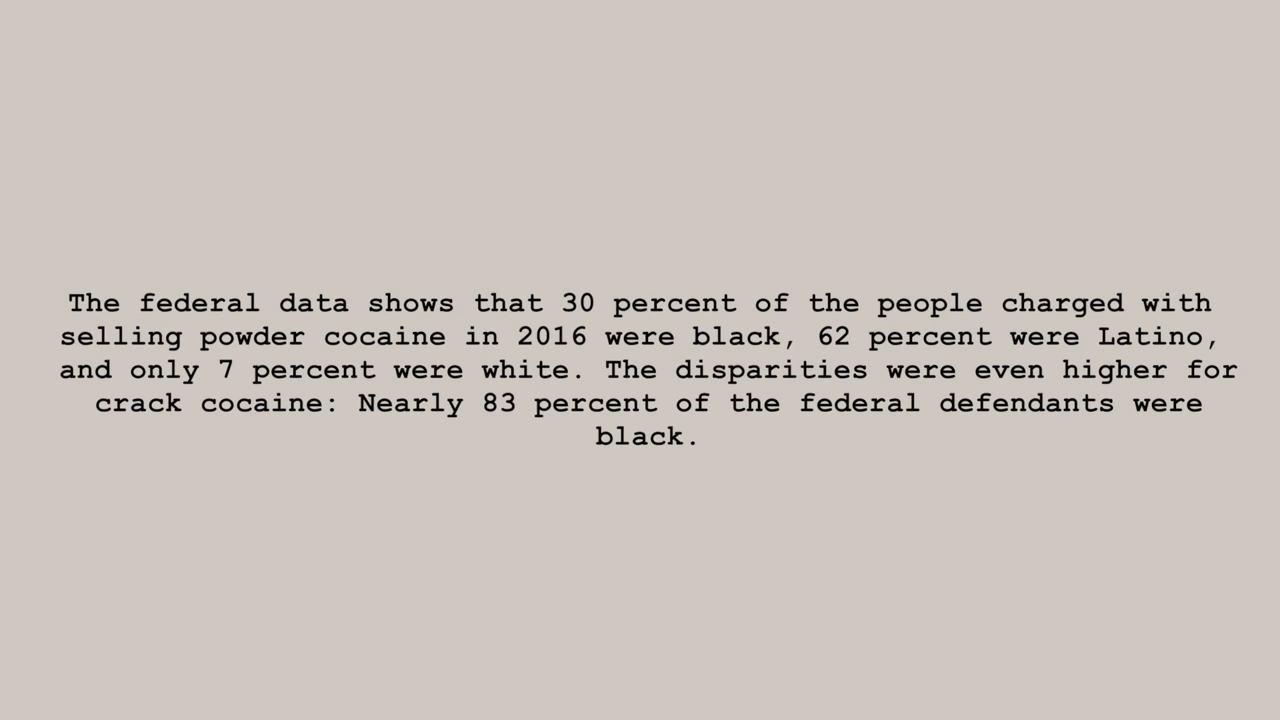 The federal data shows that 30 percent of the people charged with
selling powder cocaine in 2016 were black, 62 percent were Latino,
and only 7 percent were white. The disparities were even higher for
crack cocaine: Nearly 83 percent of the federal defendants were
black.